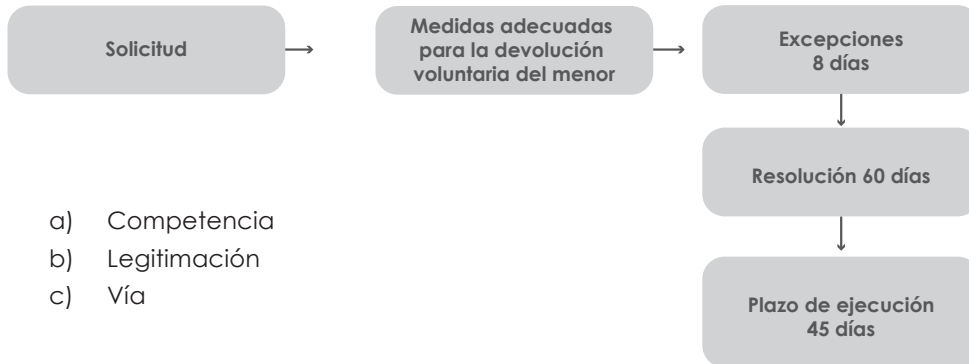 Solicitud
Medidas adecuadas
para la devolución
voluntaria del menor
Excepciones
8 días
Resolución 60 días
Plazo de ejecución
45 días
a) Competencia
b) Legitimación
c) Vía